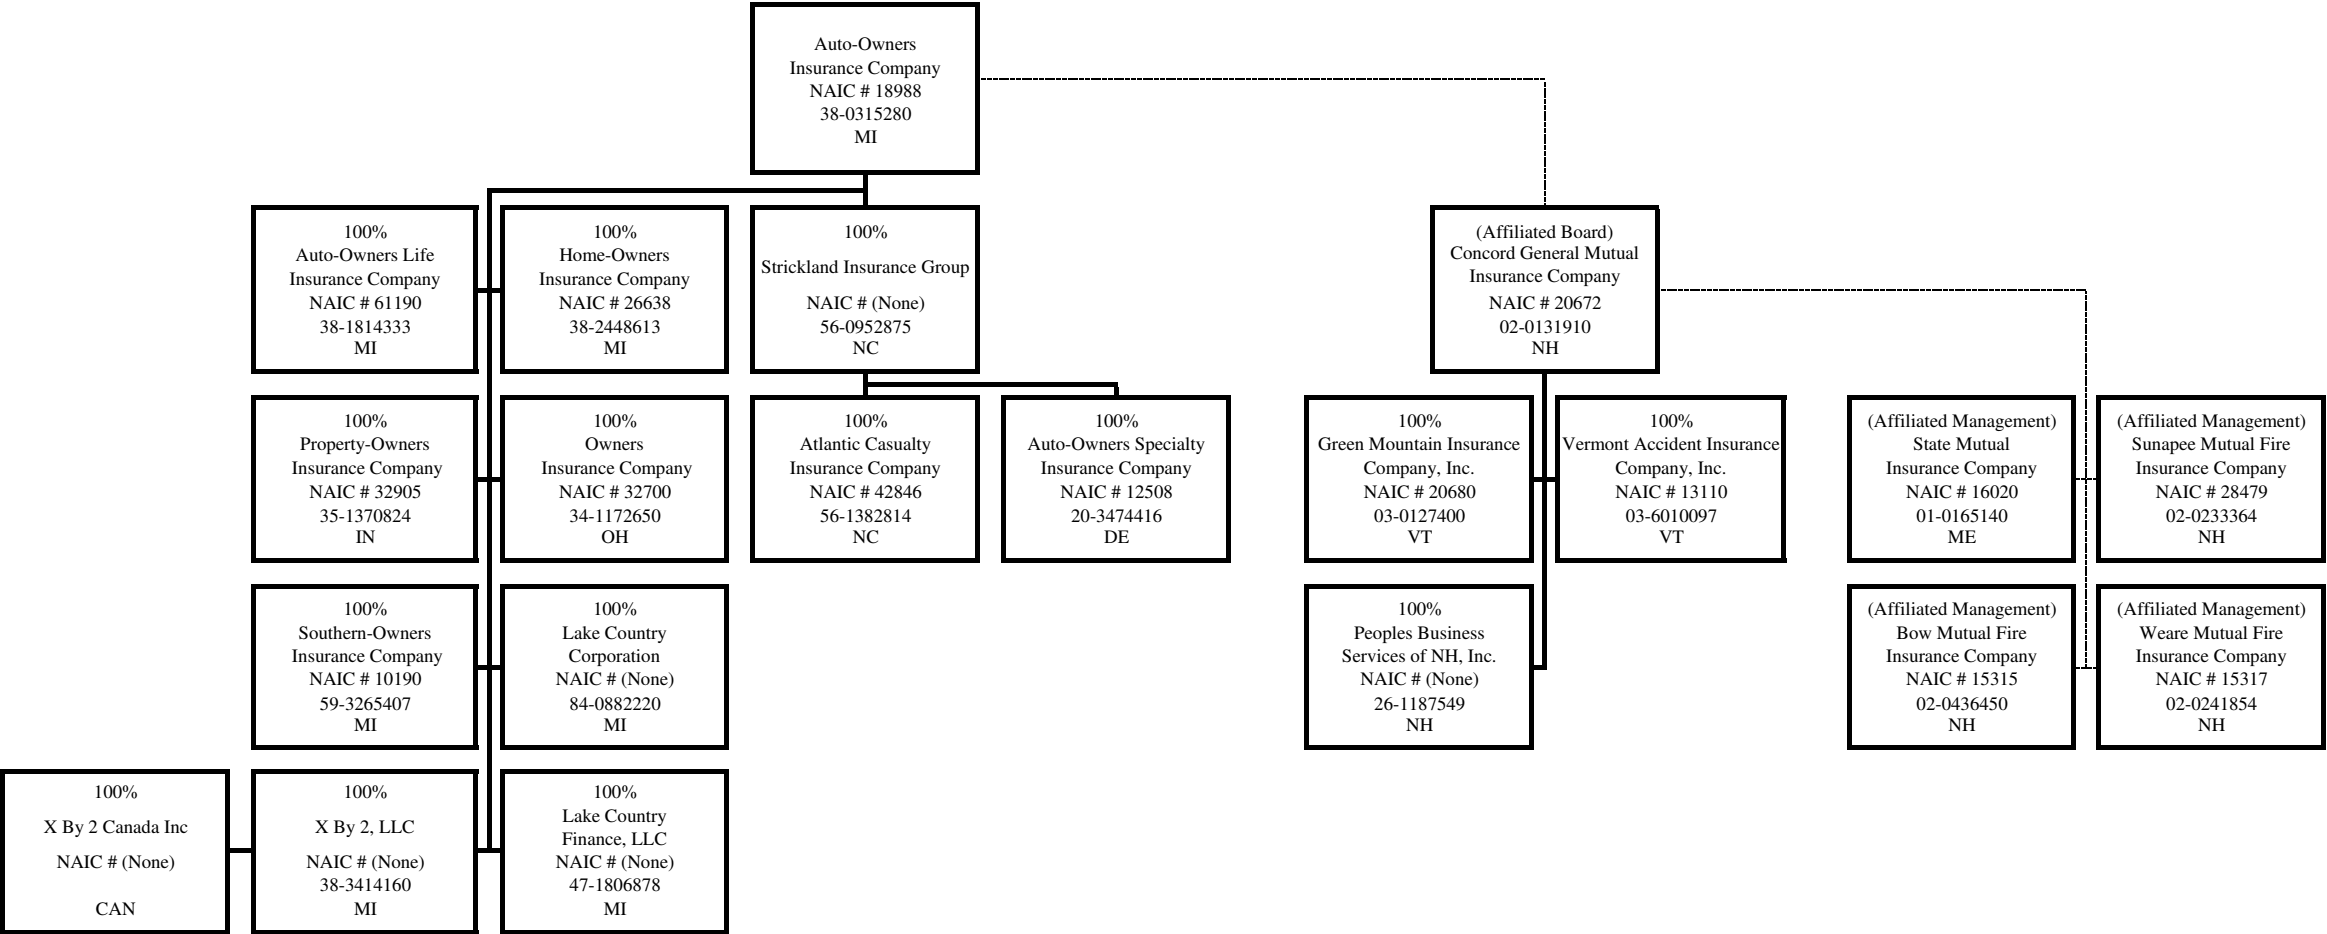 Auto-Owners
Insurance Company
NAIC # 18988
38-0315280
MI
100%
Auto-Owners Life
Insurance Company
NAIC # 61190
38-1814333
MI
100%
Home-Owners
Insurance Company
NAIC # 26638
38-2448613
MI
100%
Strickland Insurance Group
NAIC # (None)
56-0952875
NC
(Affiliated Board)
Concord General Mutual
Insurance Company
NAIC # 20672
02-0131910
NH
100%
Property-Owners
Insurance Company
NAIC # 32905
35-1370824
IN
100%
Owners
Insurance Company
NAIC # 32700
34-1172650
OH
100%
Atlantic Casualty
Insurance Company
NAIC # 42846
56-1382814
NC
100%
Auto-Owners Specialty
Insurance Company
NAIC # 12508
20-3474416
DE
100%
Green Mountain Insurance
Company, Inc.
NAIC # 20680
03-0127400
VT
100%
Vermont Accident Insurance
Company, Inc.
NAIC # 13110
03-6010097
VT
(Affiliated Management)
State Mutual
Insurance Company
NAIC # 16020
01-0165140
ME
(Affiliated Management)
Sunapee Mutual Fire
Insurance Company
NAIC # 28479
02-0233364
NH
100%
Southern-Owners
Insurance Company
NAIC # 10190
59-3265407
MI
100%
Lake Country
Corporation
NAIC # (None)
84-0882220
MI
100%
Peoples Business
Services of NH, Inc.
NAIC # (None)
26-1187549
NH
(Affiliated Management)
Bow Mutual Fire
Insurance Company
NAIC # 15315
02-0436450
NH
(Affiliated Management)
Weare Mutual Fire
Insurance Company
NAIC # 15317
02-0241854
NH
100%
X By 2 Canada Inc
NAIC # (None)
CAN
100%
X By 2, LLC
NAIC # (None)
38-3414160
MI
100%
Lake Country
Finance, LLC
NAIC # (None)
47-1806878
MI